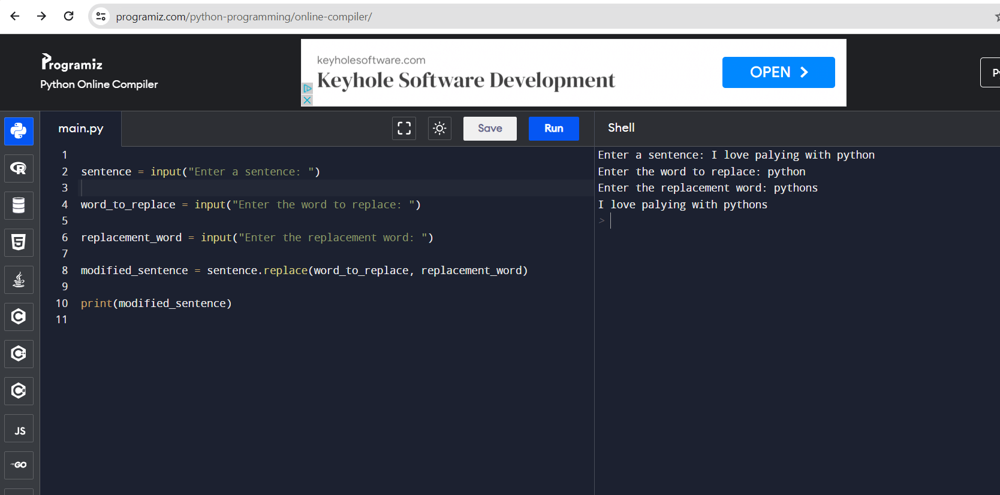 programiz.com/python-programming/online-compiler/
Programiz
Python Online Compiler
keyholesoftware.com
Keyhole Software Development
OPEN
main.py
Save
Run
Shell
1
2 sentence = input("Enter a sentence: ")
3
4 word_to_replace = input("Enter the word to replace: ")
5
6 replacement_word = input("Enter the replacement word: ")
7
8 modified_sentence = sentence.replace(word_to_replace, replacement_word)
9
10 print(modified_sentence)
11
Enter a sentence: I love palying with python
Enter the word to replace: python
Enter the replacement word: pythons
I love palying with pythons
>
R
5
C
C++
C#
JS
GO